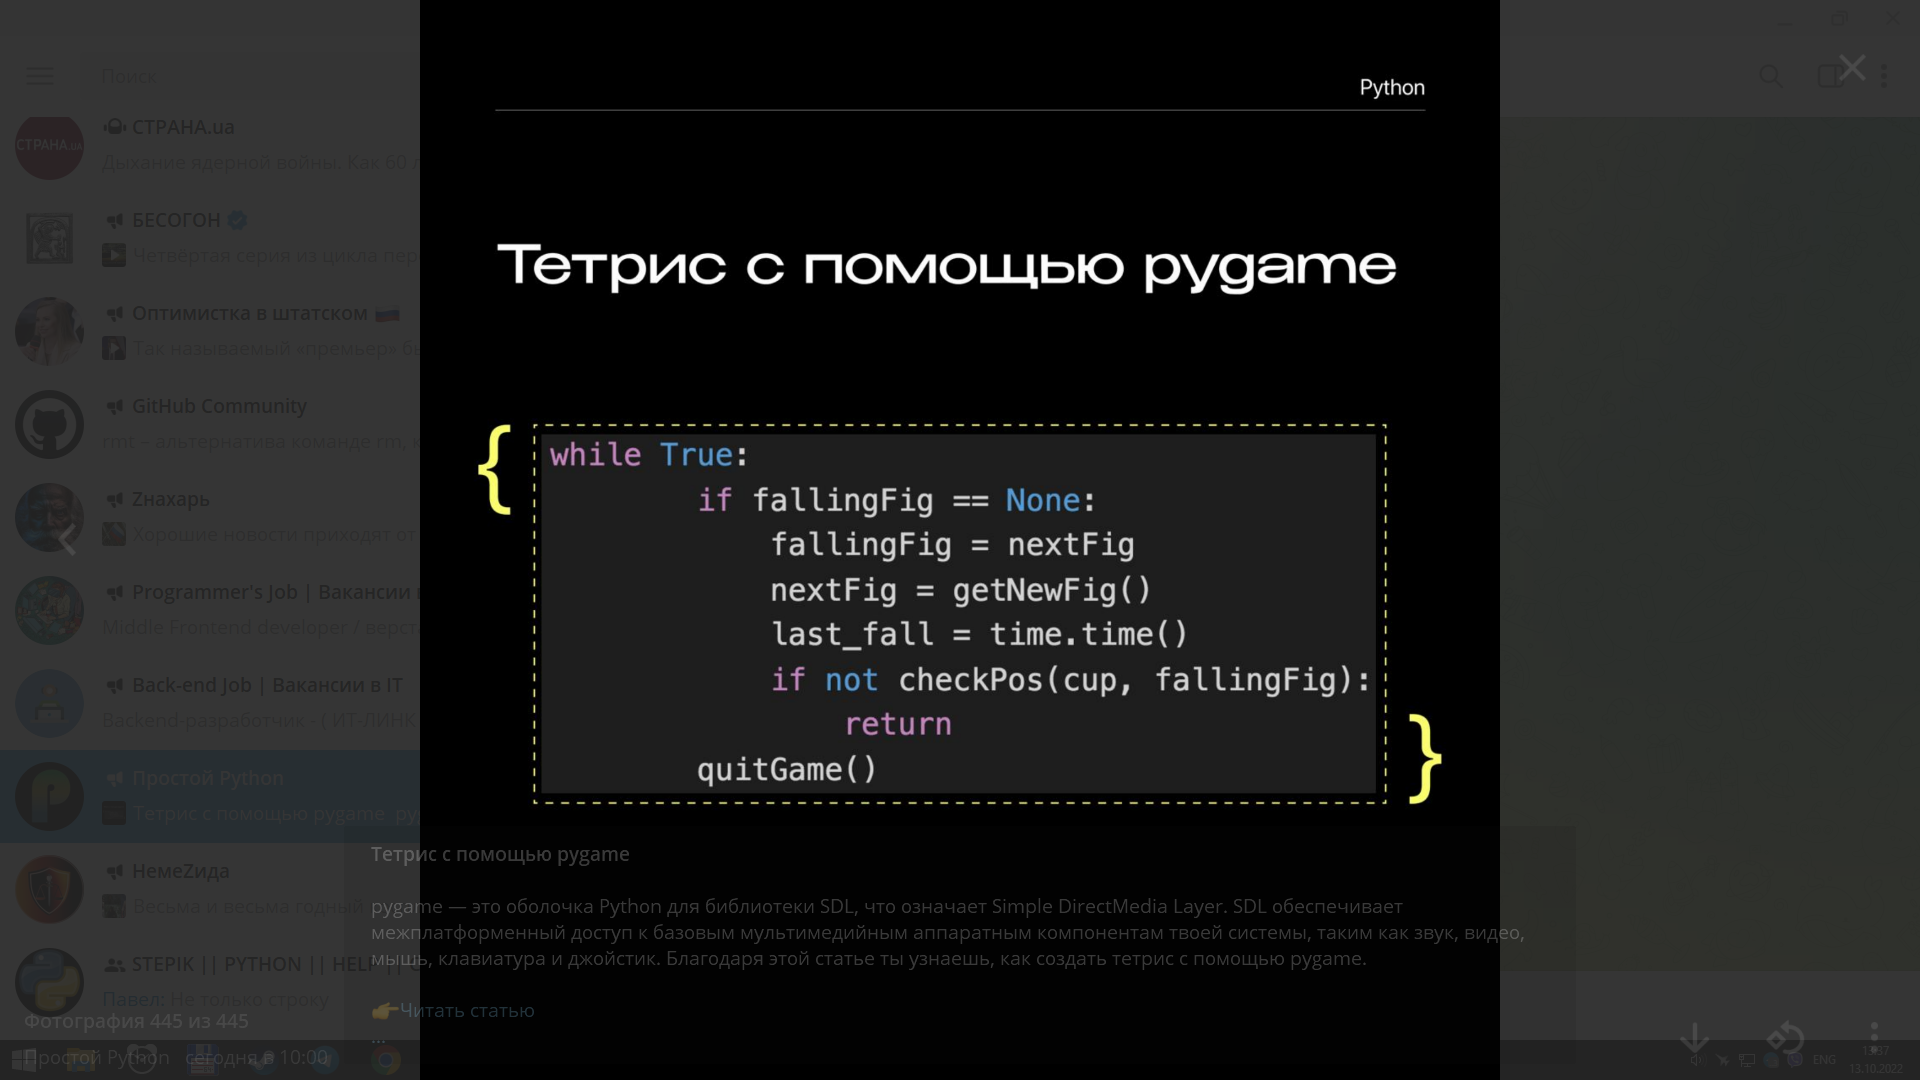 Поиск
СТРАНА.ua
СТРАНА.ua
Дыхание ядерной войны. Как 60 л
БЕСОГОН
Четвёртая серия из цикла пер
Оптимистка в штатском
Так называемый «премьер» бы
GitHub Community
rmt – альтернатива команде rm, к
Zнахарь
Хорошие новости приходят от
Programmer's Job | Вакансии в
Middle Frontend developer / верст
Back-end Job | Вакансии в IT
Backend-разработчик - ( ИТ-ЛИНК
Простой Python
Тетрис с помощью pygame pyg
НемеZида
Весьма и весьма годный
STEPIK || PYTHON || HELP || 
Павел: Не только строку
Фотография 445 из 445
Простой Python сегодня в 10:00
Python
Тетрис с помощью pygame
{
while True:
if fallingFig == None:
fallingFig = nextFig
nextFig = getNewFig()
last_fall = time.time()
if not checkPos(cup, fallingFig):
return
quitGame()
}
Тетрис с помощью pygame
pygame — это оболочка Python для библиотеки SDL, что означает Simple DirectMedia Layer. SDL обеспечивает
межплатформенный доступ к базовым мультимедийным аппаратным компонентам твоей системы, таким как звук, видео,
мышь, клавиатура и джойстик. Благодаря этой статье ты узнаешь, как создать тетрис с помощью pygame.
👉Читать статью
...
ENG
13.10.2022